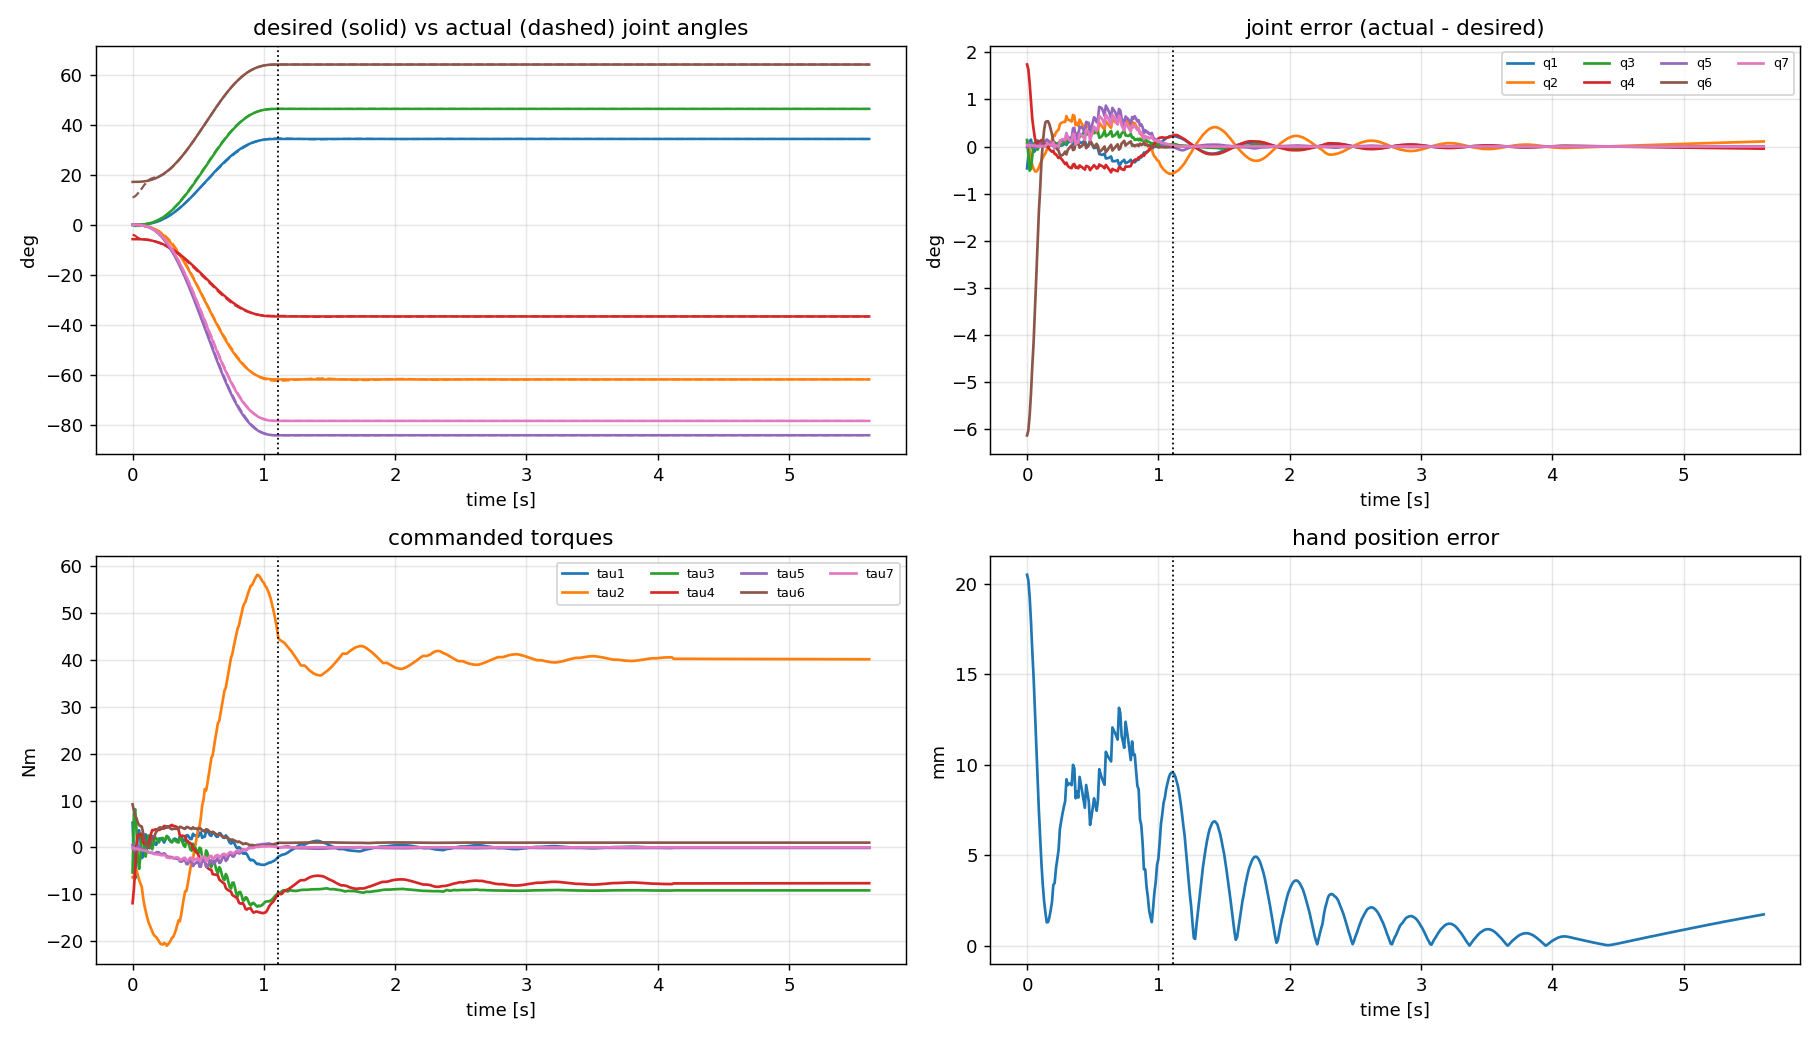 desired (solid) vs actual (dashed) joint angles
deg
60
40
20
0
−20
−40
−60
−80
0 1 2 3 4 5
time [s]
joint error (actual - desired)
q1 q3 q5 q7
q2 q4 q6
deg
2
1
0
−1
−2
−3
−4
−5
−6
0 1 2 3 4 5
time [s]
commanded torques
tau1 tau3 tau5 tau7
tau2 tau4 tau6
Nm
60
50
40
30
20
10
0
−10
−20
0 1 2 3 4 5
time [s]
hand position error
mm
20
15
10
5
0
0 1 2 3 4 5
time [s]